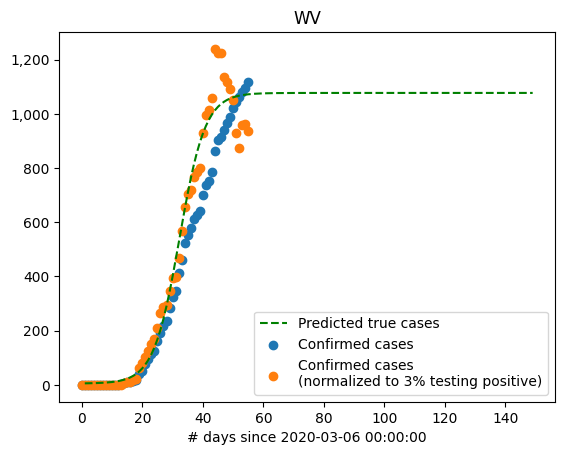 WV
1,200
1,000
800
600
400
200
0
Predicted true cases
Confirmed cases
Confirmed cases
(normalized to 3% testing positive)
0 20 40 60 80 100 120 140
# days since 2020-03-06 00:00:00